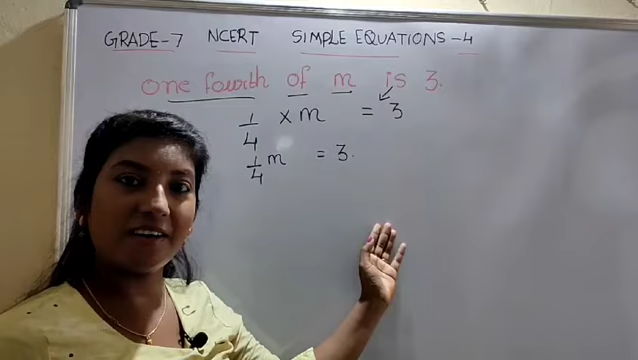 GRADE-7 NCERT SIMPLE EQUATIONS-4
one fourth of m is 3.
1/4 × m = 3
1/4 m = 3.